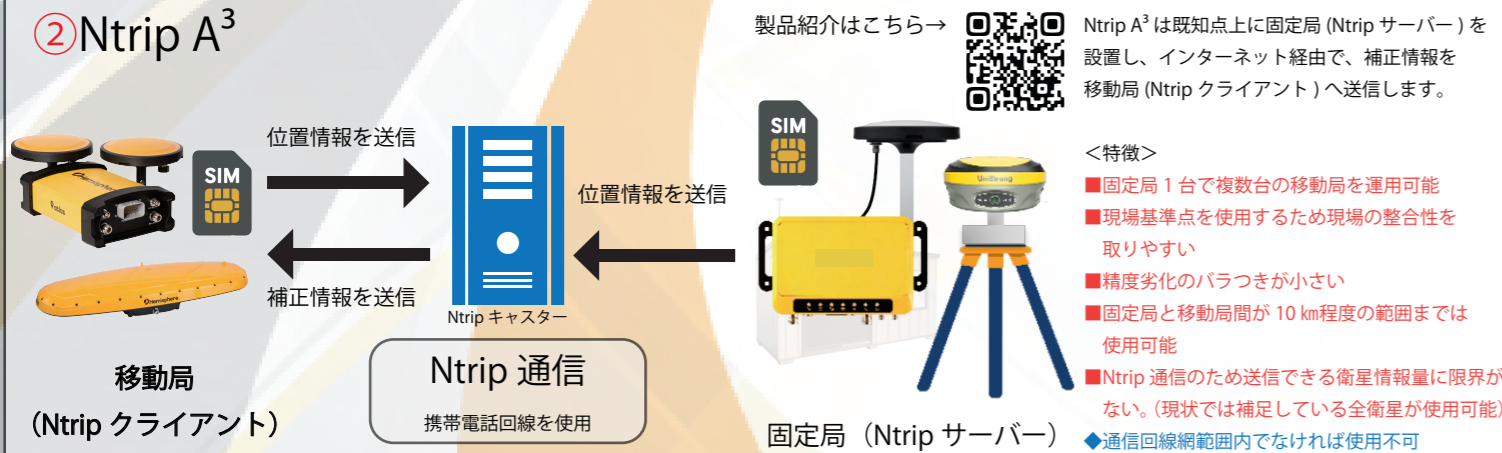 ②Ntrip A³
製品紹介はこちら→
Ntrip A³ は既知点上に固定局 (Ntrip サーバー ) を
設置し、インターネット経由で、補正情報を
移動局 (Ntrip クライアント ) へ送信します。
＜特徴＞
■固定局 1 台で複数台の移動局を運用可能
■現場基準点を使用するため現場の整合性を
取りやすい
■精度劣化のバラつきが小さい
■固定局と移動局間が 10 ㎞程度の範囲までは
使用可能
■Ntrip 通信のため送信できる衛星情報量に限界が
ない。（現状では補足している全衛星が使用可能）
◆通信回線網範囲内でなければ使用不可
位置情報を送信
SIM
Hemisphere
補正情報を送信
Hemisphere
移動局
（Ntrip クライアント）
Ntrip キャスター
Ntrip 通信
携帯電話回線を使用
位置情報を送信
SIM
UniStrong
固定局（Ntrip サーバー）